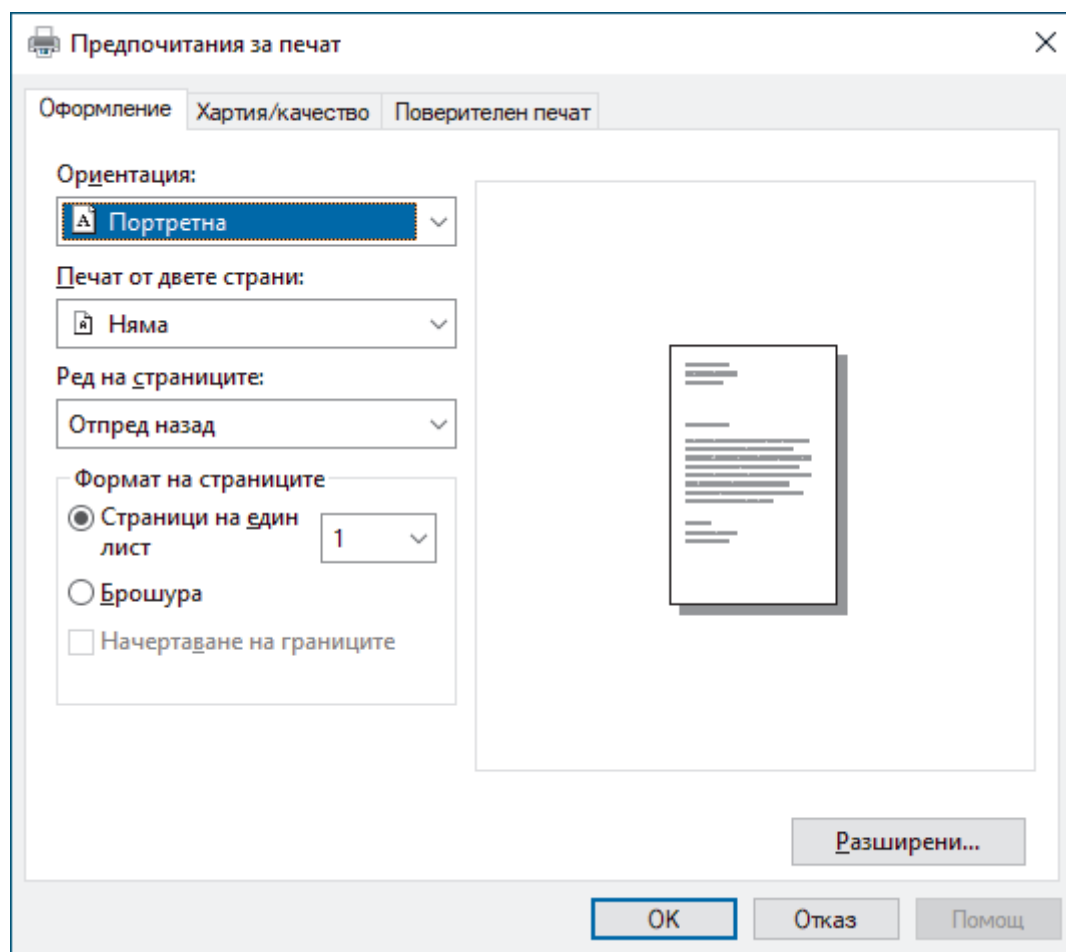 Предпочитания за печат
Оформление
Хартия/качество
Поверителен печат
Ориентация:
Портретна
Печат от двете страни:
Няма
Ред на страниците:
Отпред назад
Формат на страниците
Страници на един
лист
1
Брошура
Начертаване на границите
Разширени...
OK
Отказ
Помощ